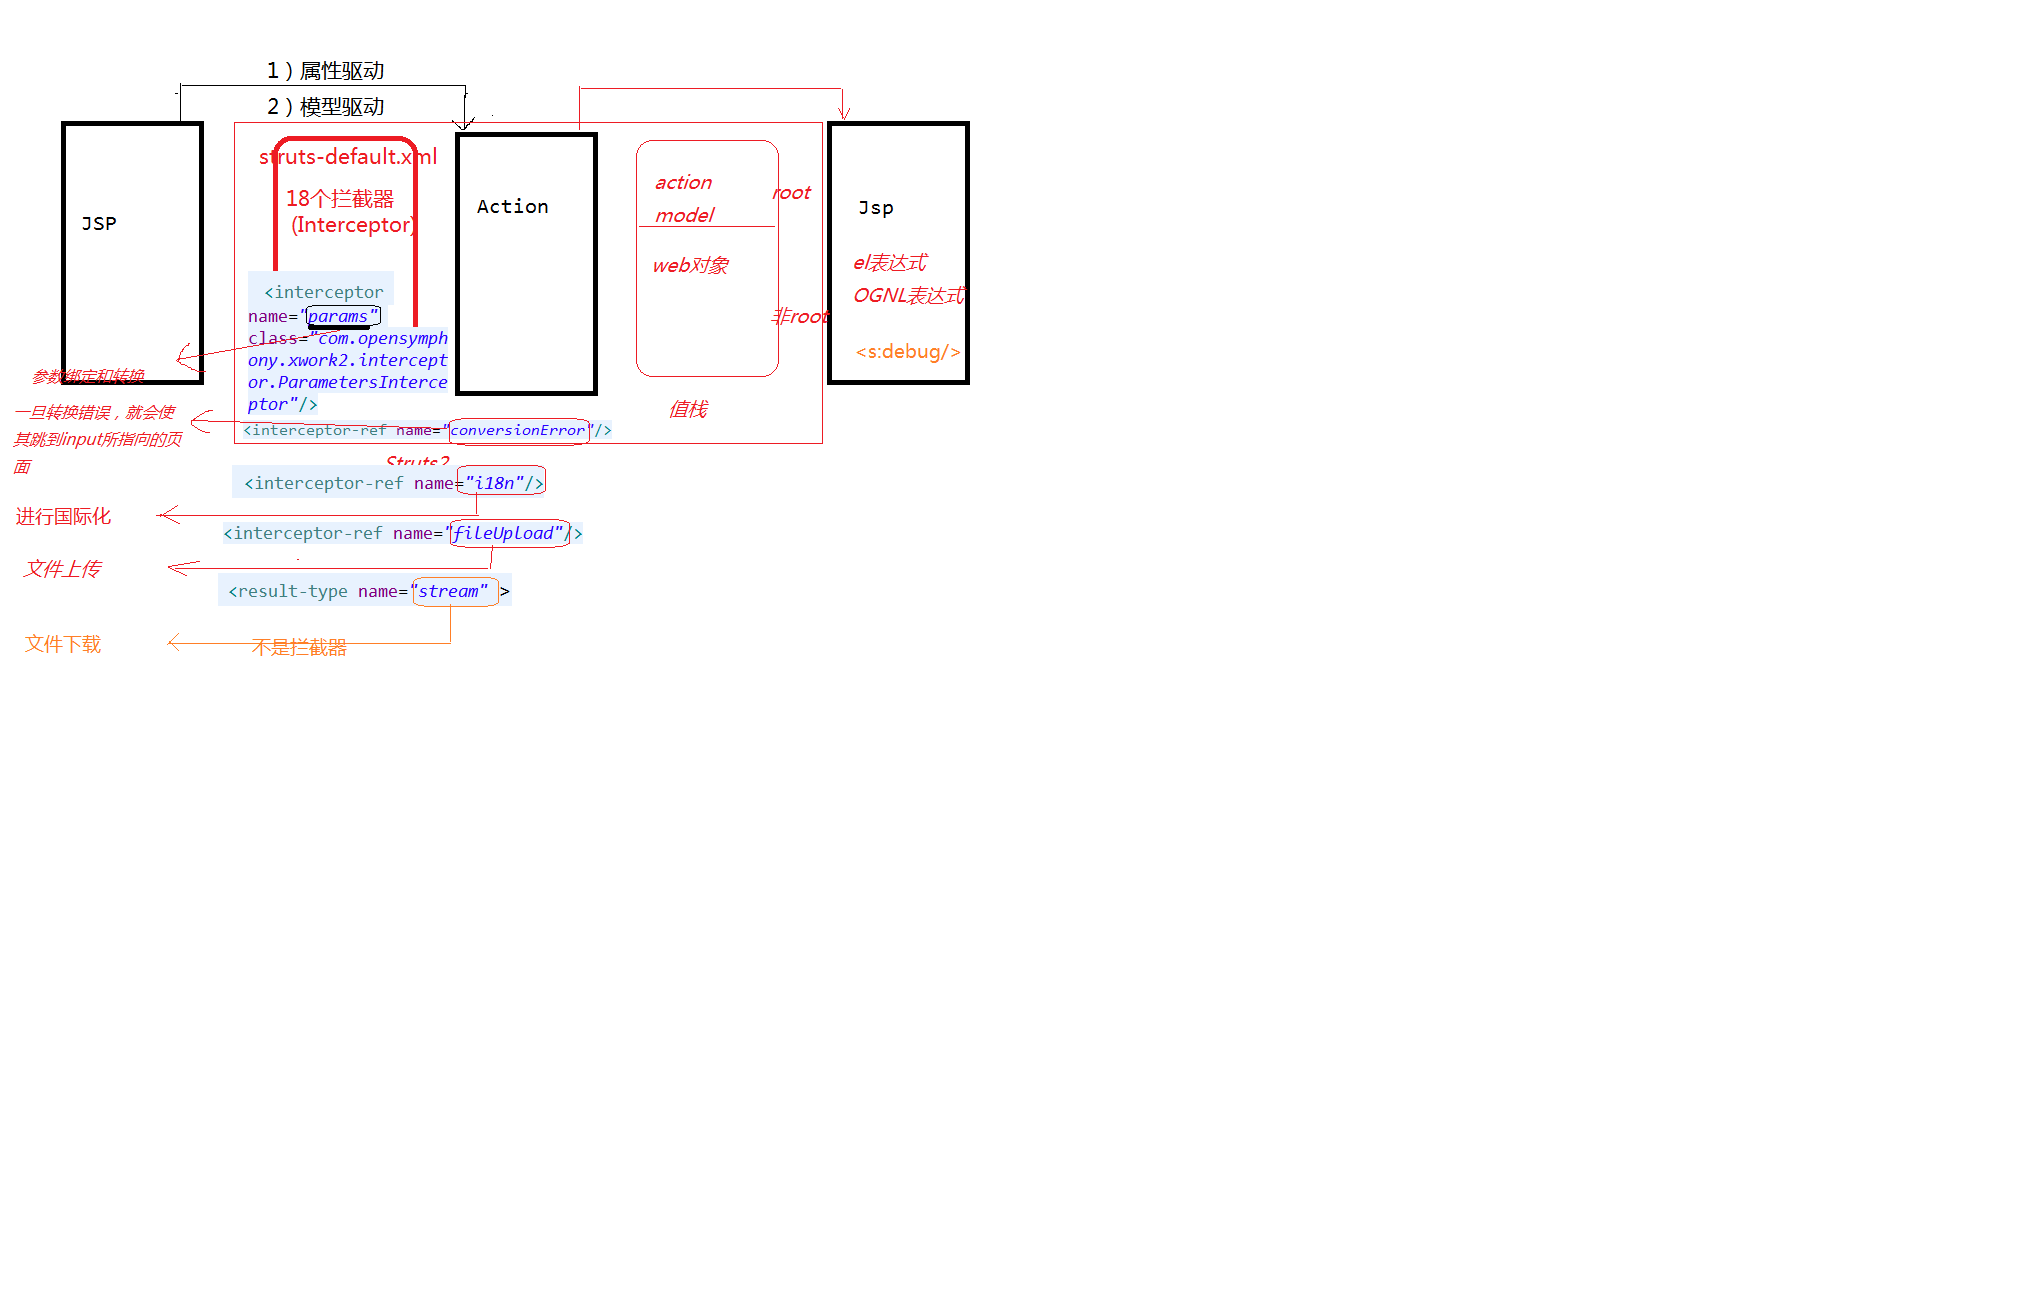 1）属性驱动
2）模型驱动
JSP
struts-default.xml
18个拦截器
(Interceptor)
<interceptor
name="params"
class="com.opensymph
ony.xwork2.intercept
or.ParametersInterce
ptor"/>
<interceptor-ref name="conversionError"/>
Struts2
Action
action
model
root
web对象
非root
值栈
Jsp
el表达式
OGNL表达式
<s:debug/>
参数绑定和转换
一旦转换错误，就会使
其跳到input所指向的页
面
<interceptor-ref name="i18n"/>
进行国际化
<interceptor-ref name="fileUpload"/>
文件上传
<result-type name="stream" >
文件下载
不是拦截器